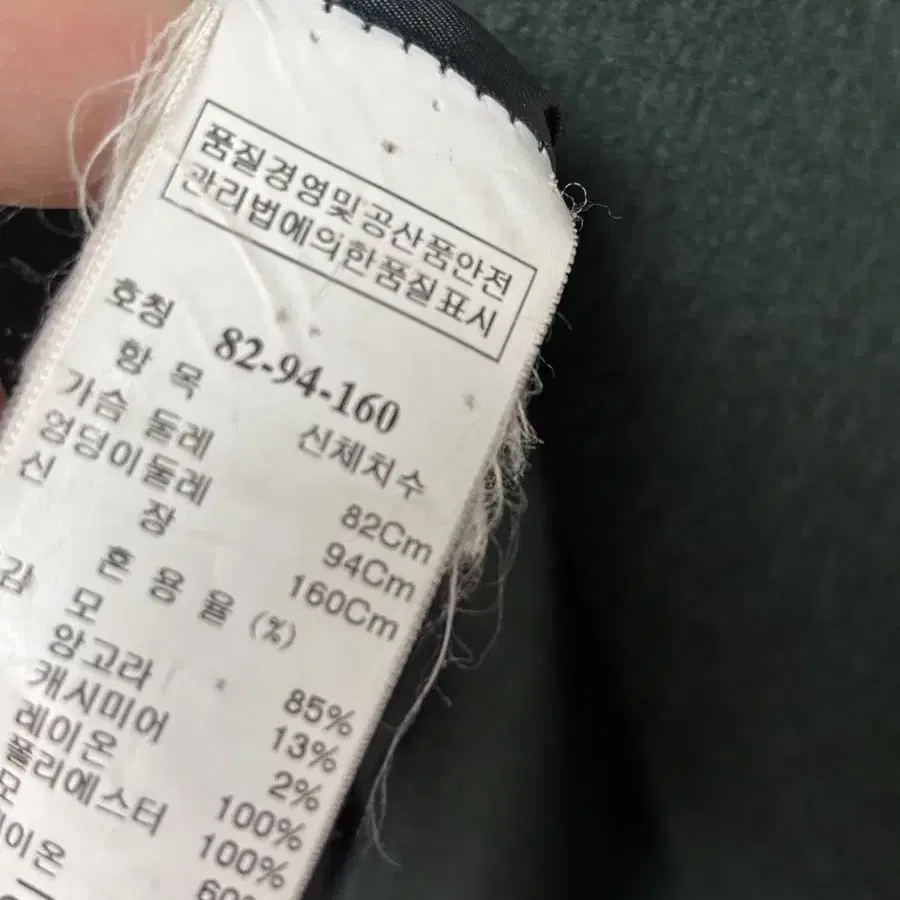 품질경영및공산품안전
관리법에의한품질표시
호칭 82-94-160
항목 신체치수
가슴둘레 82Cm
엉덩이둘레 94Cm
신장 160Cm
혼용율 (%)
모 85%
앙고라 13%
캐시미어 2%
레이온 100%
폴리에스터 100%
모